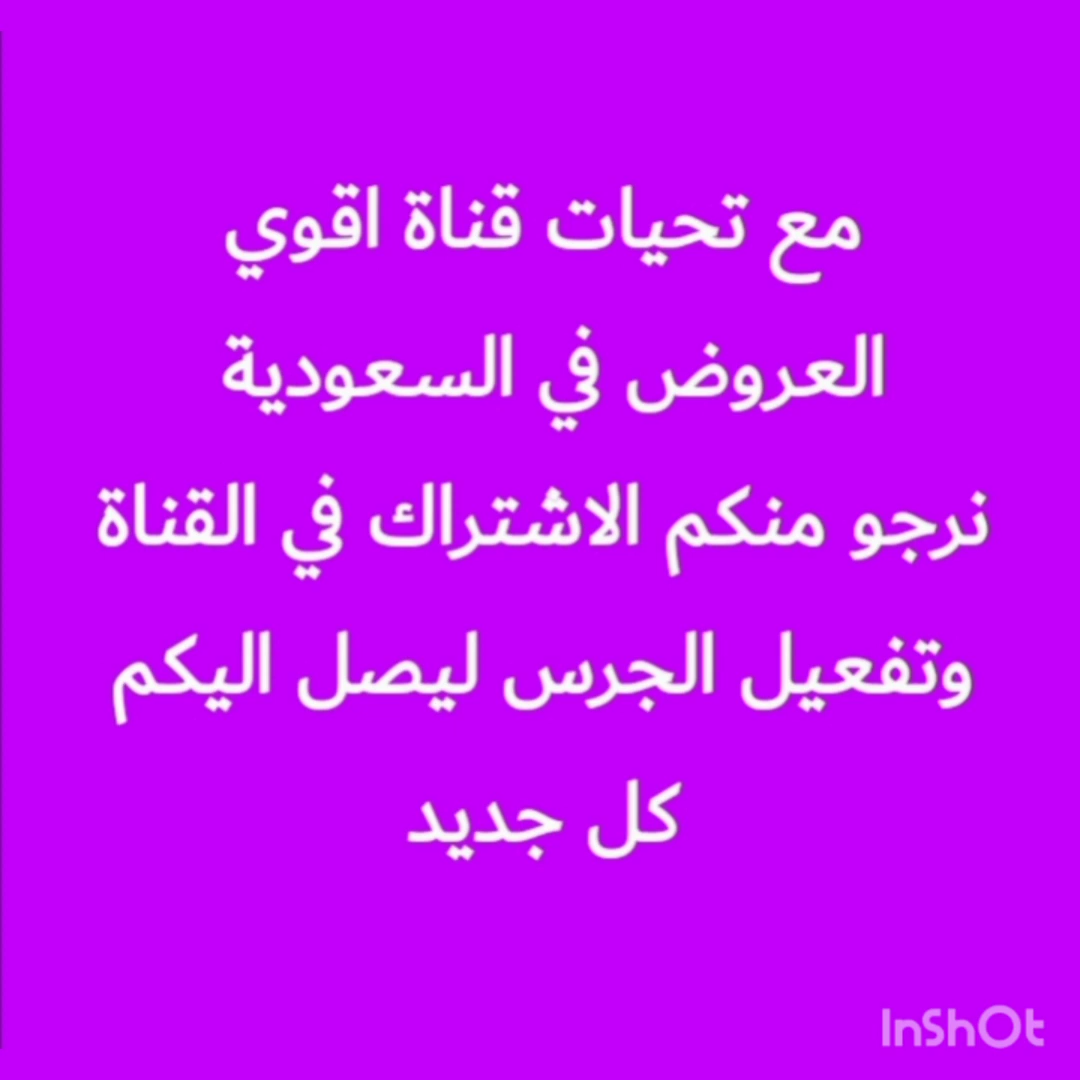 مع تحيات قناة اقوي
العروض في السعودية
نرجو منكم الاشتراك في القناة
وتفعيل الجرس ليصل اليكم
كل جديد
InShOt